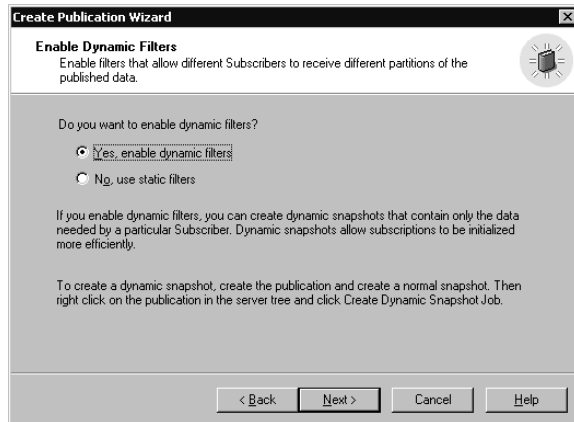 Create Publication Wizard
Enable Dynamic Filters
Enable filters that allow different Subscribers to receive different partitions of the
published data.
Do you want to enable dynamic filters?
Yes, enable dynamic filters
No, use static filters
If you enable dynamic filters, you can create dynamic snapshots that contain only the data
needed by a particular Subscriber. Dynamic snapshots allow subscriptions to be initialized
more efficiently.
To create a dynamic snapshot, create the publication and create a normal snapshot. Then
right click on the publication in the server tree and click Create Dynamic Snapshot Job.
< Back Next > Cancel Help